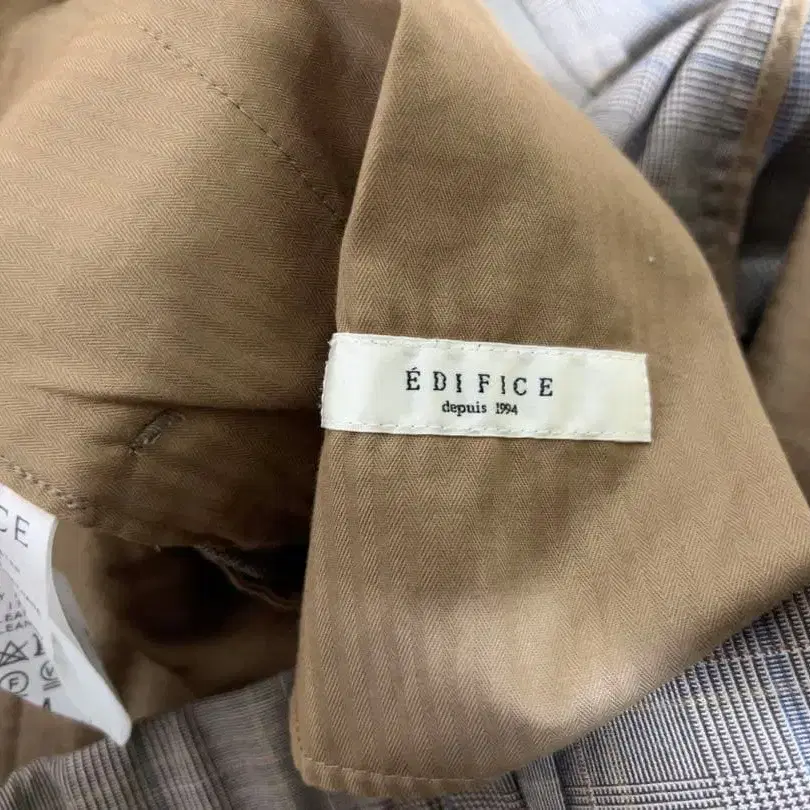 ÉDIFICE
depuis 1994
CE
F